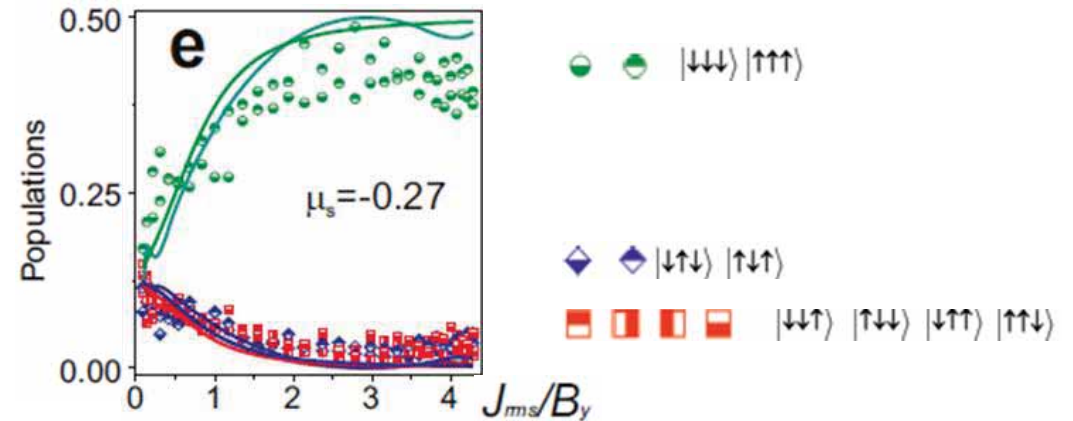 0.50
e
|↓↓↓⟩ |↑↑↑⟩
Populations
0.25
μs=-0.27
|↓↑↓⟩ |↑↓↑⟩
|↓↓↑⟩ |↑↓↓⟩ |↓↑↑⟩ |↑↑↓⟩
0.00
0 1 2 3 4
Jrms/By